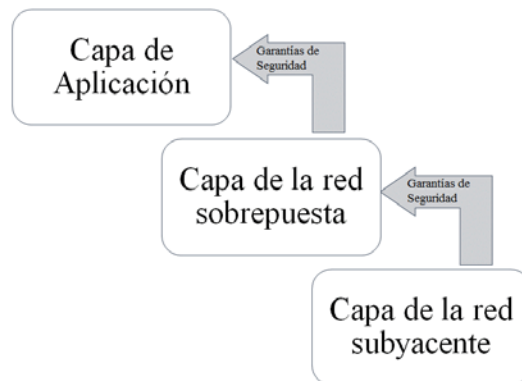 Capa de
Aplicación
Garantías de
Seguridad
Capa de la red
sobrepuesta
Garantías de
Seguridad
Capa de la red
subyacente